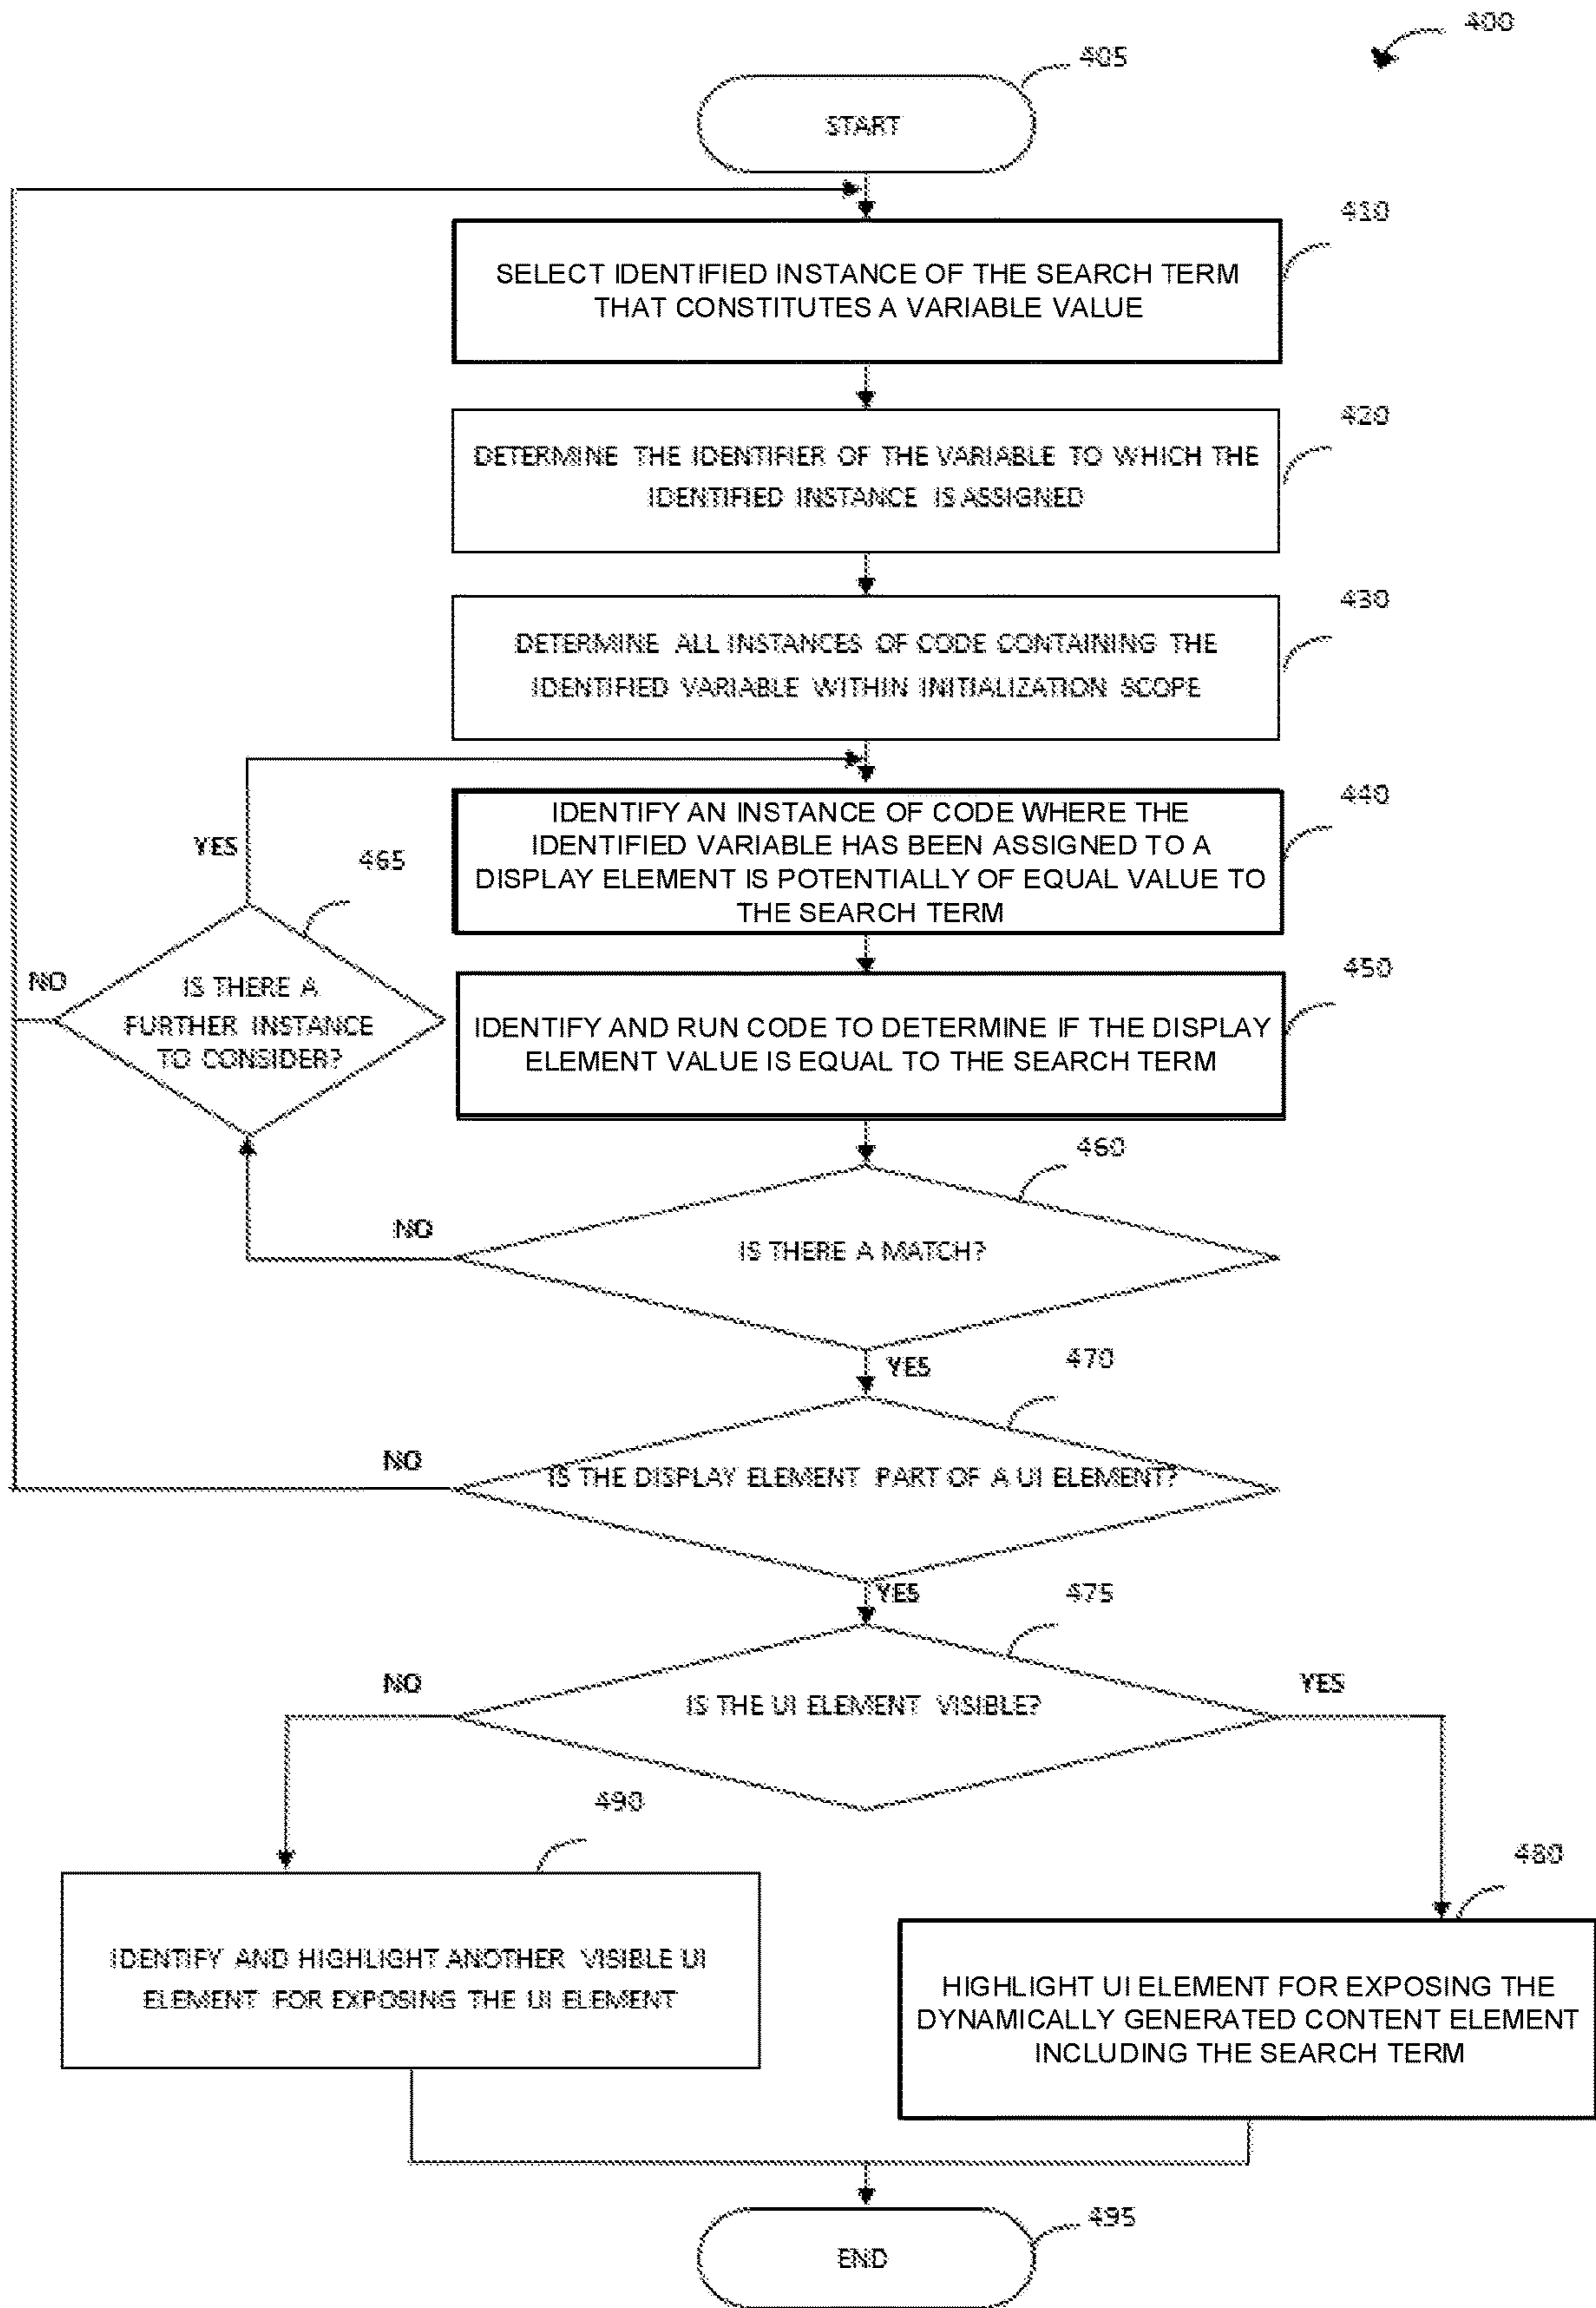 400
405
START
410
SELECT IDENTIFIED INSTANCE OF THE SEARCH TERM
THAT CONSTITUTES A VARIABLE VALUE
420
DETERMINE THE IDENTIFIER OF THE VARIABLE TO WHICH THE
IDENTIFIED INSTANCE IS ASSIGNED
430
DETERMINE ALL INSTANCES OF CODE CONTAINING THE
IDENTIFIED VARIABLE WITHIN INITIALIZATION SCOPE
440
IDENTIFY AN INSTANCE OF CODE WHERE THE
IDENTIFIED VARIABLE HAS BEEN ASSIGNED TO A
DISPLAY ELEMENT IS POTENTIALLY OF EQUAL VALUE TO
THE SEARCH TERM
YES
465
NO
IS THERE A
FURTHER INSTANCE
TO CONSIDER?
450
IDENTIFY AND RUN CODE TO DETERMINE IF THE DISPLAY
ELEMENT VALUE IS EQUAL TO THE SEARCH TERM
460
NO
IS THERE A MATCH?
YES
470
NO
IS THE DISPLAY ELEMENT PART OF A UI ELEMENT?
YES
475
NO
IS THE UI ELEMENT VISIBLE?
YES
490
IDENTIFY AND HIGHLIGHT ANOTHER VISIBLE UI
ELEMENT FOR EXPOSING THE UI ELEMENT
480
HIGHLIGHT UI ELEMENT FOR EXPOSING THE
DYNAMICALLY GENERATED CONTENT ELEMENT
INCLUDING THE SEARCH TERM
495
END